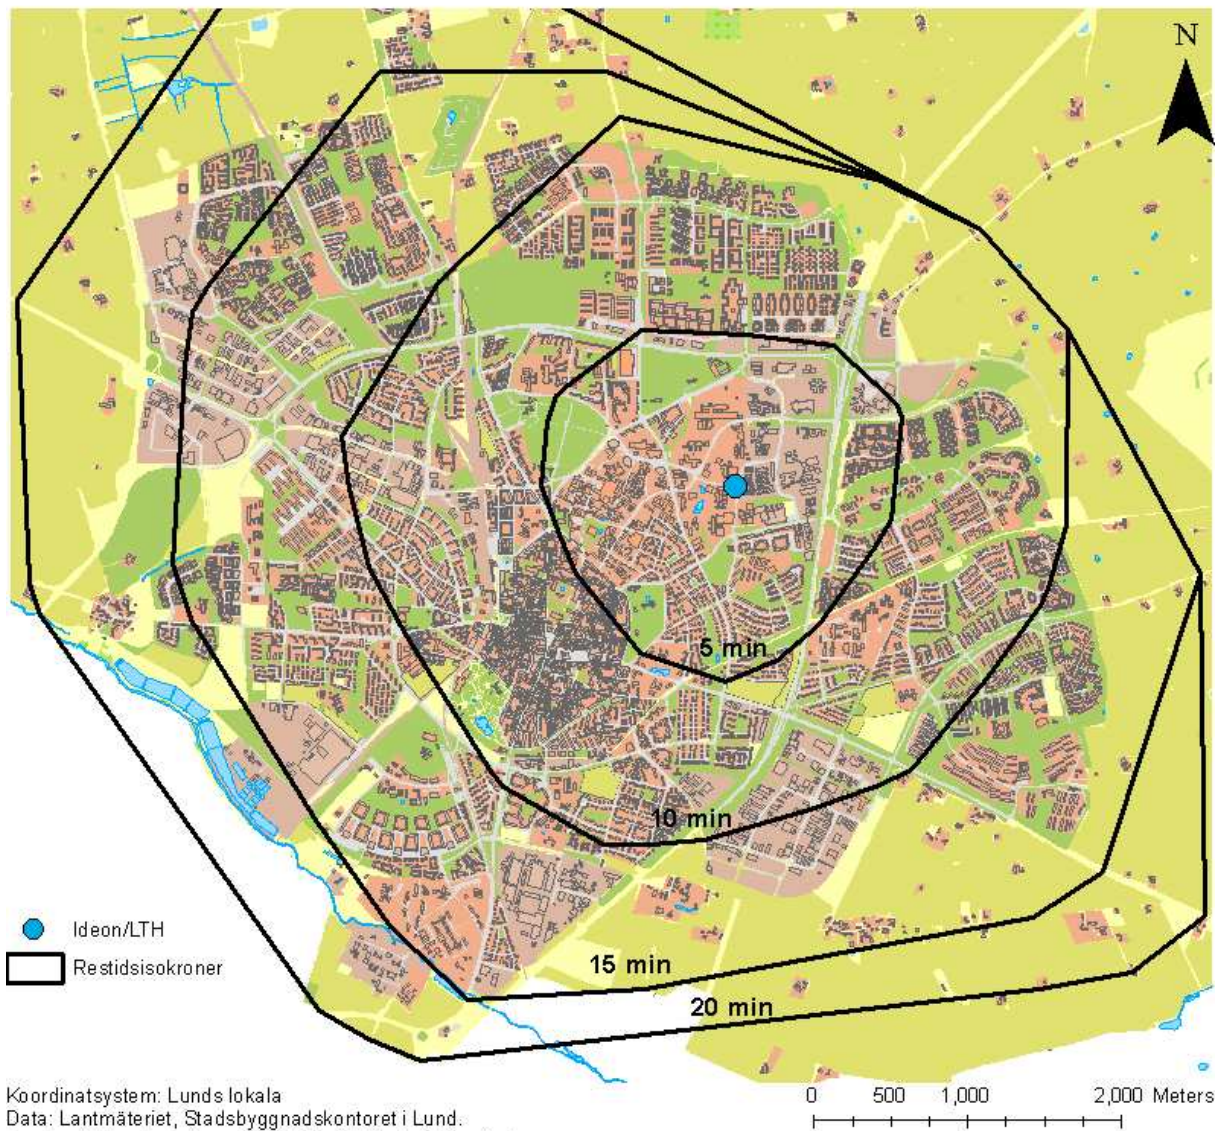 N
5 min
10 min
15 min
20 min
Ideon/LTH
Restidsisokroner
Koordinatsystem: Lunds lokala
Data: Lantmäteriet, Stadsbyggnadskontoret i Lund.
0 500 1,000 2,000 Meters